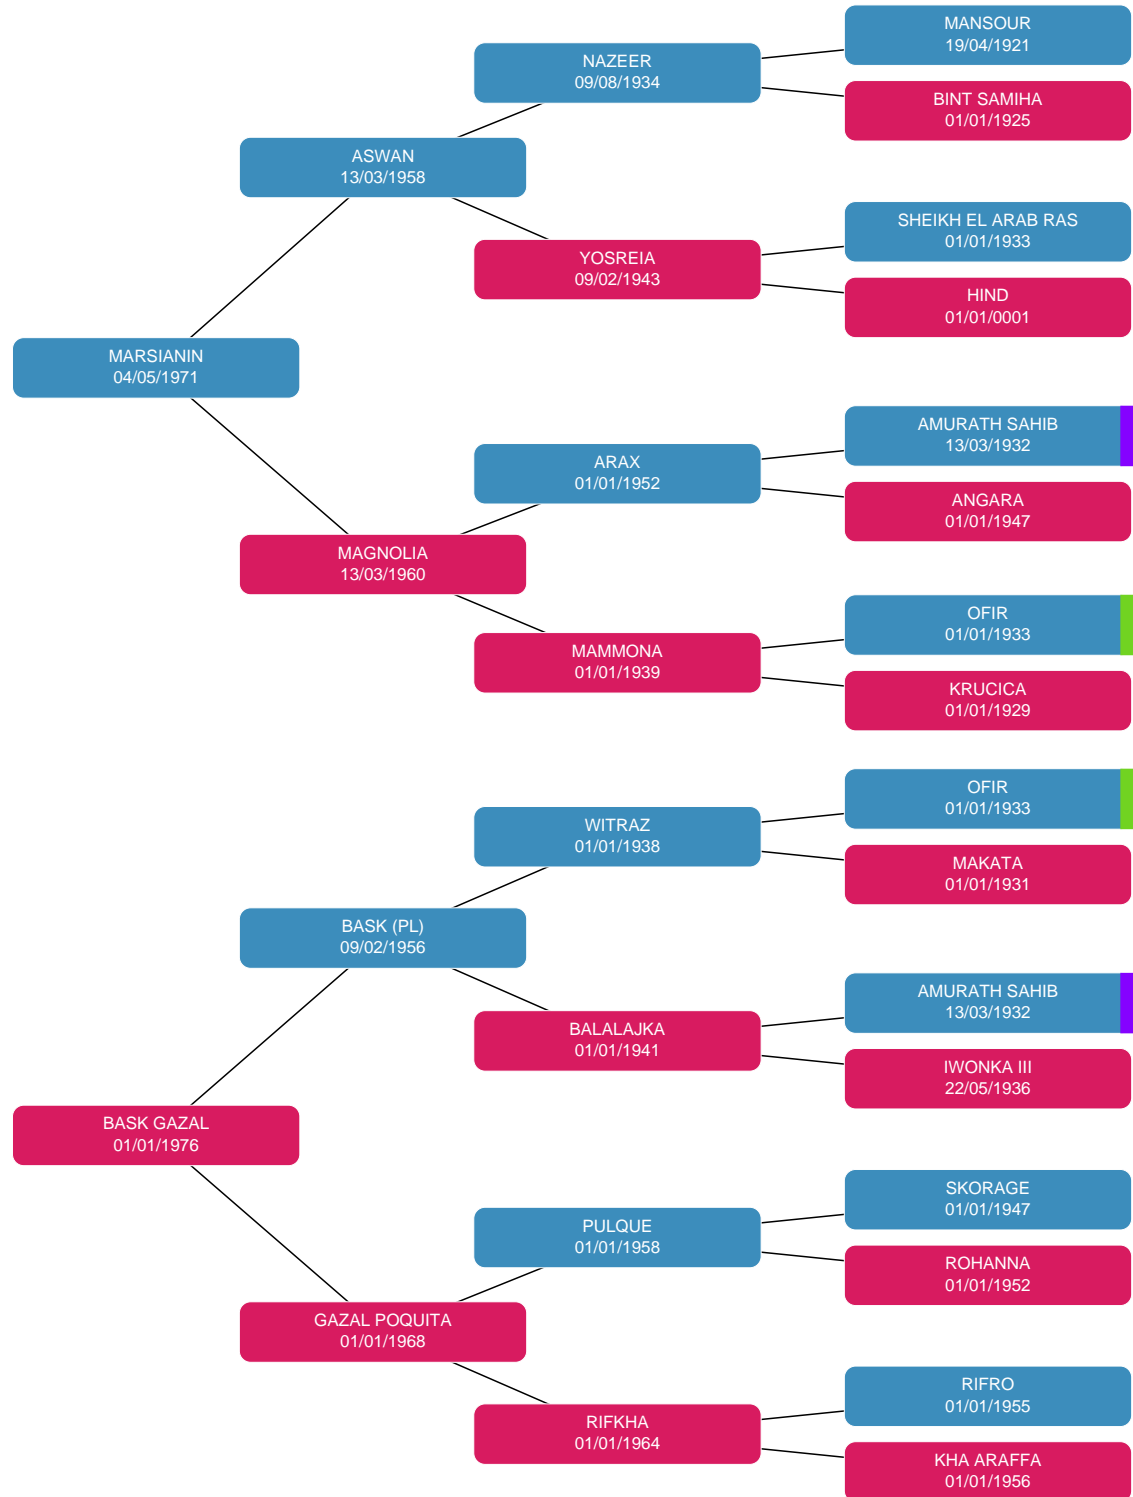 MANSOUR
19/04/1921
NAZEER
09/08/1934
BINT SAMIHA
01/01/1925
ASWAN
13/03/1958
SHEIKH EL ARAB RAS
01/01/1933
YOSREIA
09/02/1943
HIND
01/01/0001
MARSIANIN
04/05/1971
AMURATH SAHIB
13/03/1932
ARAX
01/01/1952
ANGARA
01/01/1947
MAGNOLIA
13/03/1960
OFIR
01/01/1933
MAMMONA
01/01/1939
KRUCICA
01/01/1929
OFIR
01/01/1933
WITRAZ
01/01/1938
MAKATA
01/01/1931
BASK (PL)
09/02/1956
AMURATH SAHIB
13/03/1932
BALALAJKA
01/01/1941
IWONKA III
22/05/1936
BASK GAZAL
01/01/1976
SKORAGE
01/01/1947
PULQUE
01/01/1958
ROHANNA
01/01/1952
GAZAL POQUITA
01/01/1968
RIFRO
01/01/1955
RIFKHA
01/01/1964
KHA ARAFFA
01/01/1956